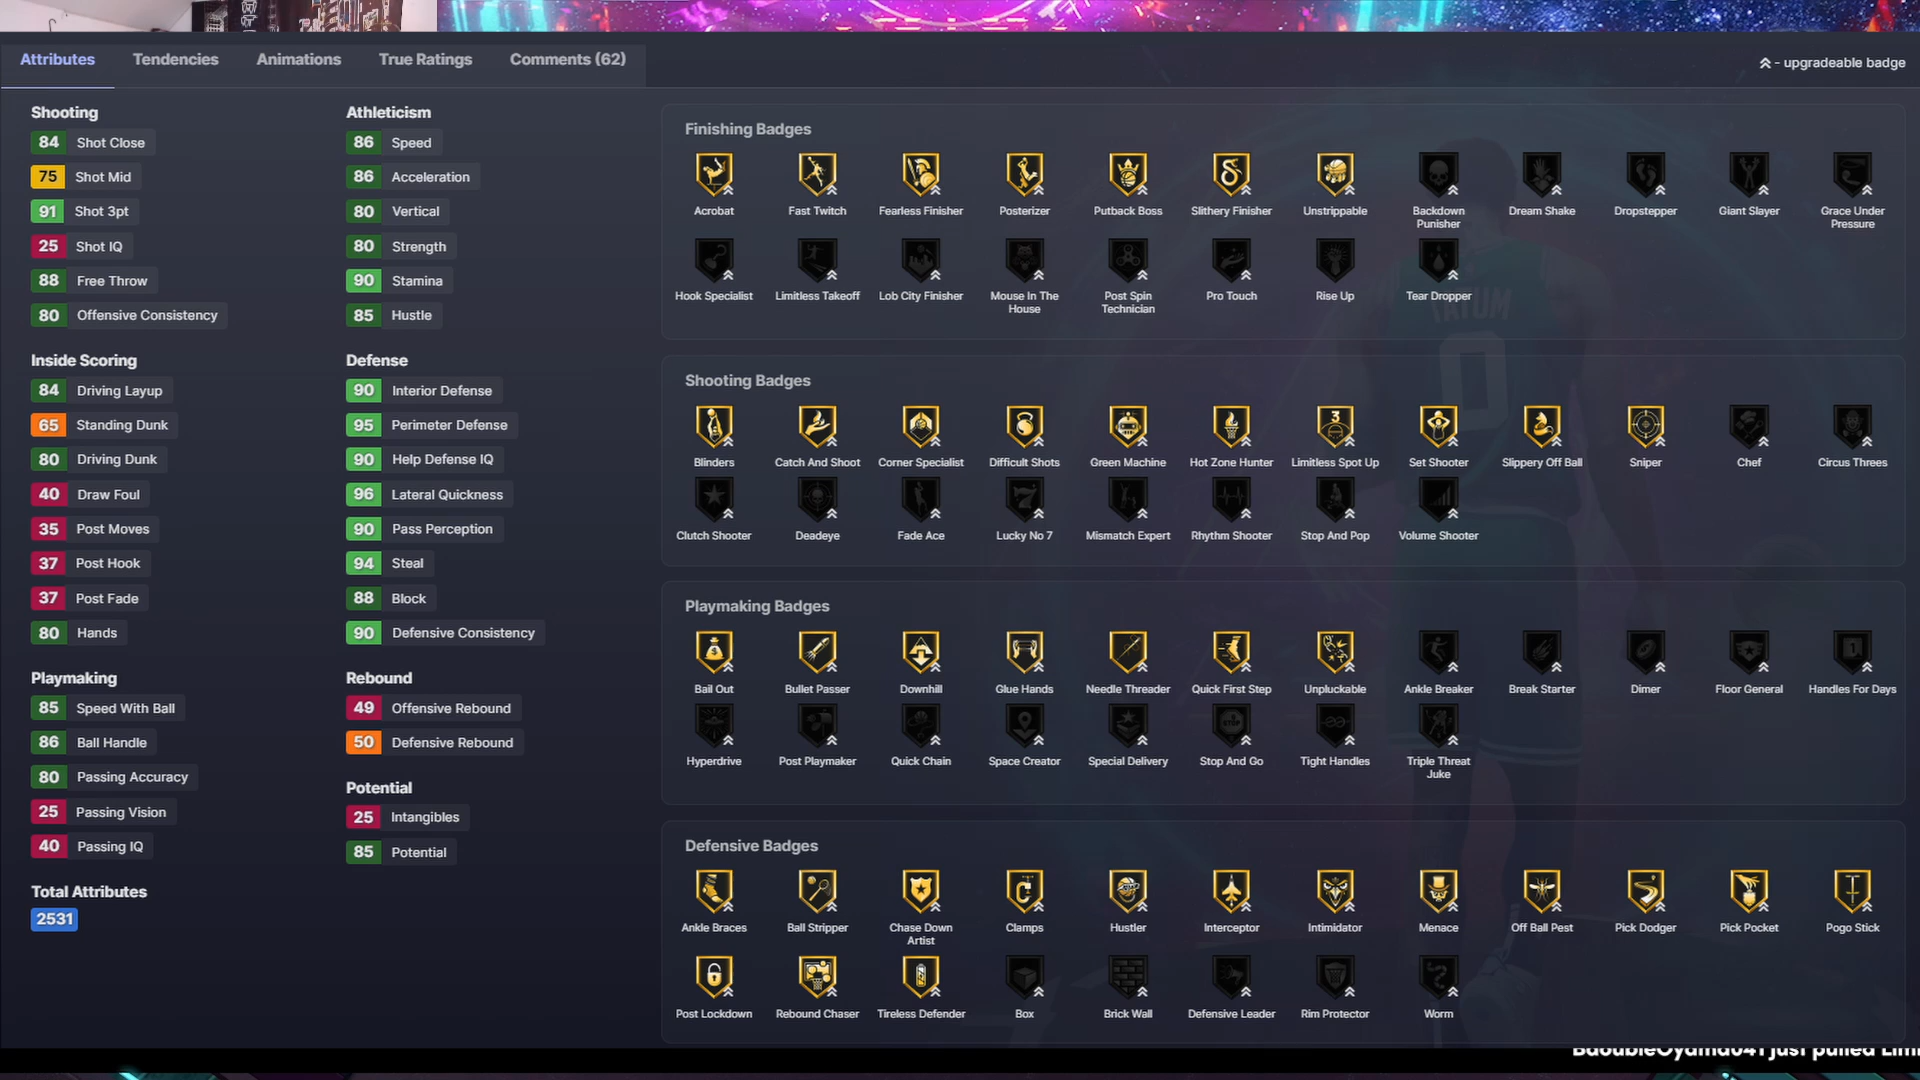 Attributes Tendencies Animations True Ratings Comments (62)
- upgradeable badge
Shooting
84 Shot Close
75 Shot Mid
91 Shot 3pt
25 Shot IQ
88 Free Throw
80 Offensive Consistency
Inside Scoring
84 Driving Layup
65 Standing Dunk
80 Driving Dunk
40 Draw Foul
35 Post Moves
37 Post Hook
37 Post Fade
80 Hands
Playmaking
85 Speed With Ball
86 Ball Handle
80 Passing Accuracy
25 Passing Vision
40 Passing IQ
Total Attributes
2531
Athleticism
86 Speed
86 Acceleration
80 Vertical
80 Strength
90 Stamina
85 Hustle
Defense
90 Interior Defense
95 Perimeter Defense
90 Help Defense IQ
96 Lateral Quickness
90 Pass Perception
94 Steal
88 Block
90 Defensive Consistency
Rebound
49 Offensive Rebound
50 Defensive Rebound
Potential
25 Intangibles
85 Potential
Finishing Badges
Acrobat Fast Twitch Fearless Finisher Posterizer Putback Boss Slithery Finisher Unstrippable Backdown Dream Shake Dropstepper Giant Slayer Grace Under
Punisher Pressure
Hook Specialist Limitless Takeoff Lob City Finisher Mouse In The Post Spin Pro Touch Rise Up Tear Dropper
House Technician
TATUM
0
Shooting Badges
3
Blinders Catch And Shoot Corner Specialist Difficult Shots Green Machine Hot Zone Hunter Limitless Spot Up Set Shooter Slippery Off Ball Sniper Chef Circus Threes
7
Clutch Shooter Deadeye Fade Ace Lucky No 7 Mismatch Expert Rhythm Shooter Stop And Pop Volume Shooter
Playmaking Badges
Bail Out Bullet Passer Downhill Glue Hands Needle Threader Quick First Step Unpluckable Ankle Breaker Break Starter Dimer Floor General Handles For Days
STOP
Hyperdrive Post Playmaker Quick Chain Space Creator Special Delivery Stop And Go Tight Handles Triple Threat
Juke
Defensive Badges
Ankle Braces Ball Stripper Chase Down Clamps Hustler Interceptor Intimidator Menace Off Ball Pest Pick Dodger Pick Pocket Pogo Stick
Artist
Post Lockdown Rebound Chaser Tireless Defender Box Brick Wall Defensive Leader Rim Protector Worm
just pulled